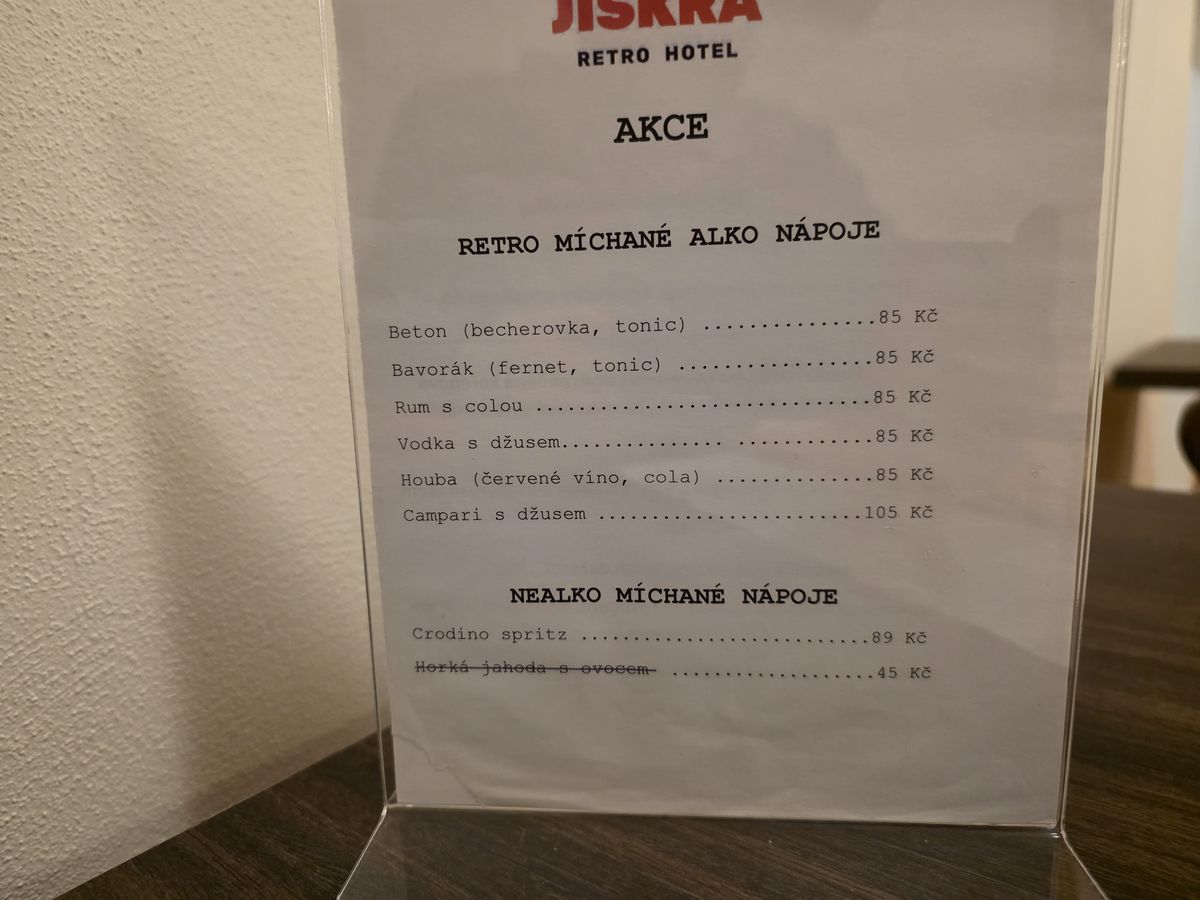 JISKRA
RETRO HOTEL
AKCE
RETRO MÍCHANÉ ALKO NÁPOJE
Beton (becherovka, tonic) ...............85 Kč
Bavorák (fernet, tonic) .................85 Kč
Rum s colou .............................85 Kč
Vodka s džusem............... ............85 Kč
Houba (červené víno, cola) ..............85 Kč
Campari s džusem ........................105 Kč
NEALKO MÍCHANÉ NÁPOJE
Crodino spritz ...........................89 Kč
Horká jahoda s ovocem ...................45 Kč